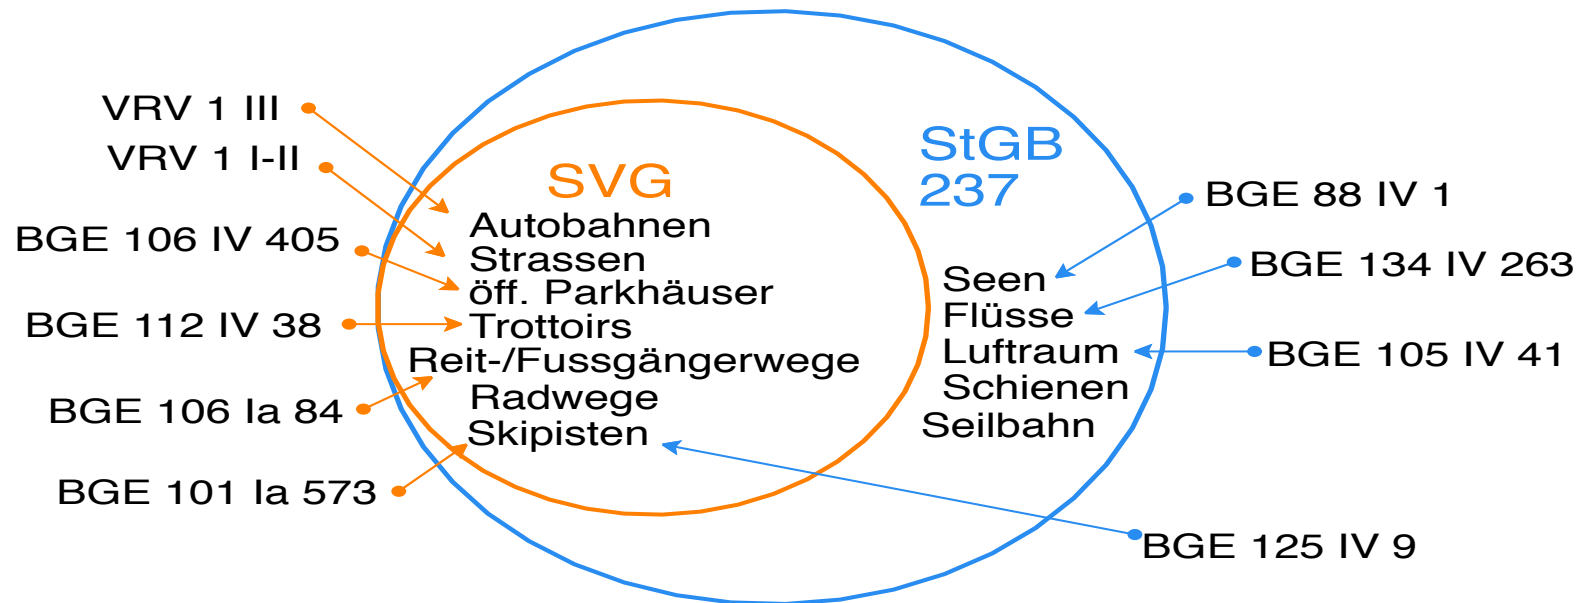 VRV 1 III
VRV 1 I-II
BGE 106 IV 405
BGE 112 IV 38
BGE 106 Ia 84
BGE 101 Ia 573
SVG
Autobahnen
Strassen
öff. Parkhäuser
Trottoirs
Reit-/Fussgängerwege
Radwege
Skipisten
StGB
237
Seen
Flüsse
Luftraum
Schienen
Seilbahn
BGE 88 IV 1
BGE 134 IV 263
BGE 105 IV 41
BGE 125 IV 9